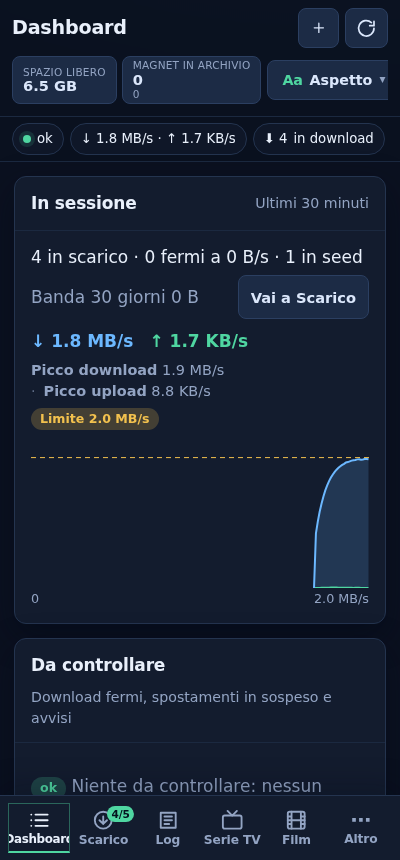 Dashboard
+
SPAZIO LIBERO
6.5 GB
MAGNET IN ARCHIVIO
0
0
Aa Aspetto ▾
ok
↓ 1.8 MB/s · ↑ 1.7 KB/s
⬇ 4 in download
In sessione
Ultimi 30 minuti
4 in scarico · 0 fermi a 0 B/s · 1 in seed
Banda 30 giorni 0 B
Vai a Scarico
↓ 1.8 MB/s ↑ 1.7 KB/s
Picco download 1.9 MB/s
· Picco upload 8.8 KB/s
Limite 2.0 MB/s
0
2.0 MB/s
Da controllare
Download fermi, spostamenti in sospeso e
avvisi
ok Niente da controllare: nessun
Dashboard
4/5
Scarico
Log
Serie TV
Film
Altro